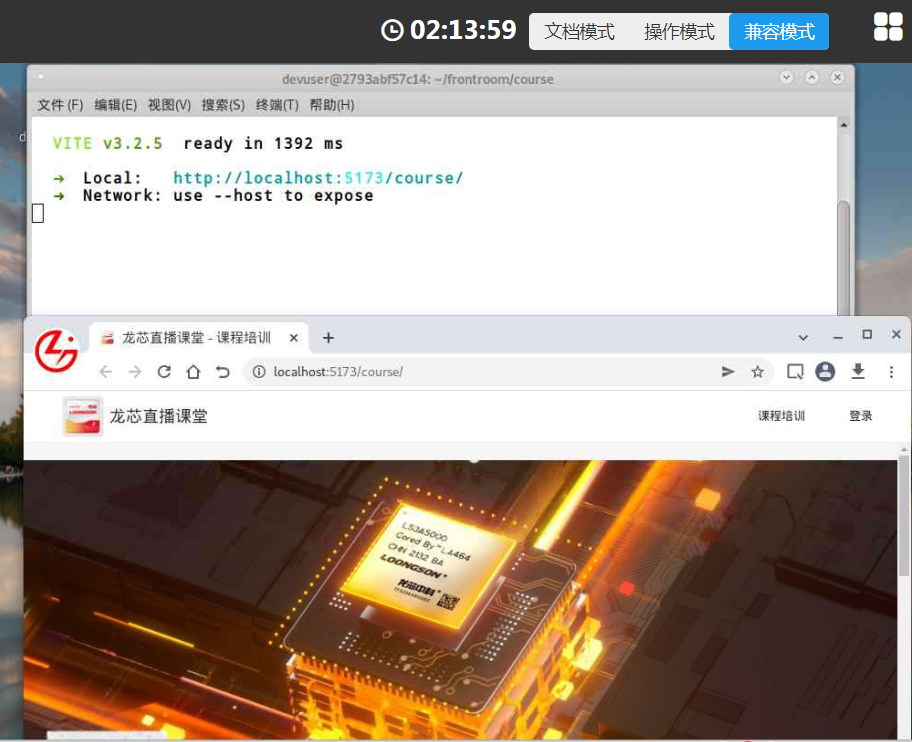 02:13:59 文档模式 操作模式 兼容模式
devuser@2793abf57c14: ~/frontroom/course
文件(F) 编辑(E) 视图(V) 搜索(S) 终端(T) 帮助(H)
d
VITE v3.2.5 ready in 1392 ms
➜ Local: http://localhost:5173/course/
➜ Network: use --host to expose
龙芯直播课堂 - 课程培训
localhost:5173/course/
LOONGSON
龙芯直播课堂 课程培训 登录
LS3A5000
Cored By LA464
CHN 2132 BA
LOONGSON
龙芯中科